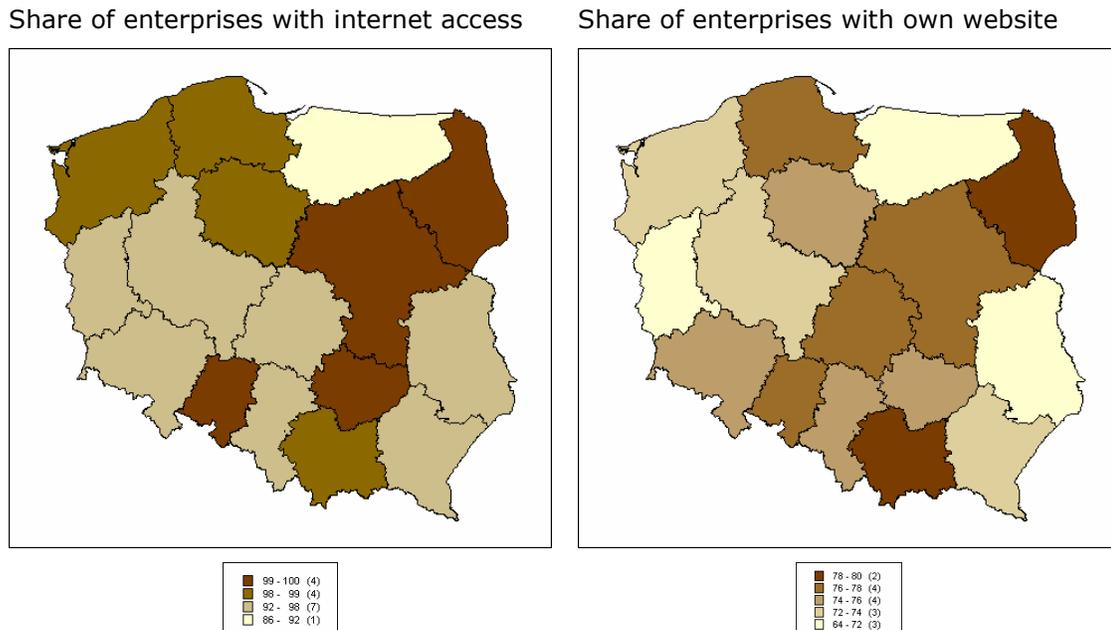 Share of enterprises with internet access
Share of enterprises with own website
99 - 100 (4)
98 - 99 (4)
92 - 98 (7)
86 - 92 (1)
78 - 80 (2)
76 - 78 (4)
74 - 76 (4)
72 - 74 (3)
64 - 72 (3)